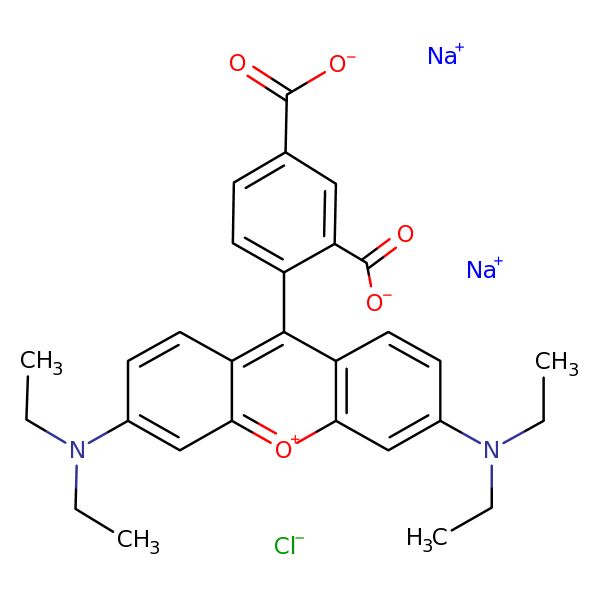 O O⁻ Na⁺
O
Na⁺
O⁻
CH₃ CH₃
N O⁺ N
CH₃ H₃C
Cl⁻